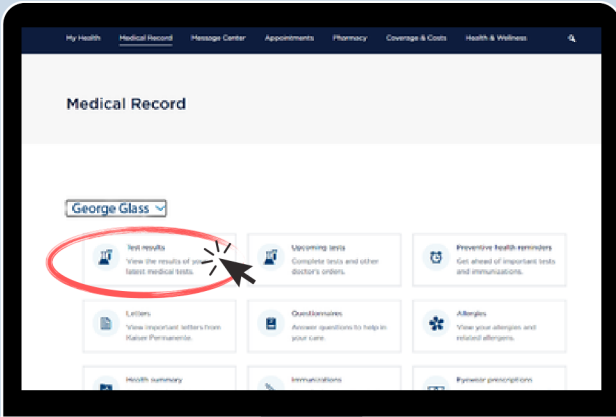 My Health Medical Record Message Center Appointments Pharmacy Coverage & Costs Health & Wellness
Medical Record
George Glass
Test results
View the results of your
latest medical tests.
Upcoming tests
Complete tests and other
doctor's orders.
Preventive health reminders
Get ahead of important tests
and immunizations.
Letters
View important letters from
Kaiser Permanente.
Questionnaires
Answer questions to help in
your care.
Allergies
View your allergies and
related allergens.
Health summary
Immunizations
Eyewear prescriptions